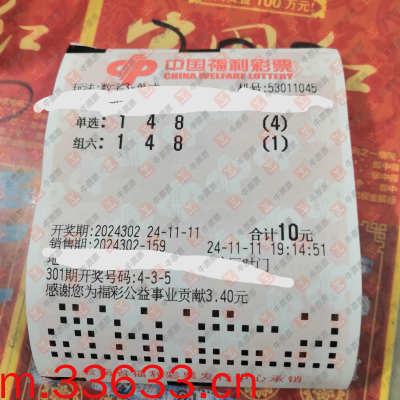 中国福利彩票
CHINA WELFARE LOTTERY
机号:53011045
单选: 1 4 8 (4)
组六: 1 4 8 (1)
开奖期:2024302 24-11-11 合计10元
销售期:2024302-159 24-11-11 19:14:51
301期开奖号码:4-3-5
感谢您为福彩公益事业贡献3.40元
m.33633.cn
心承销